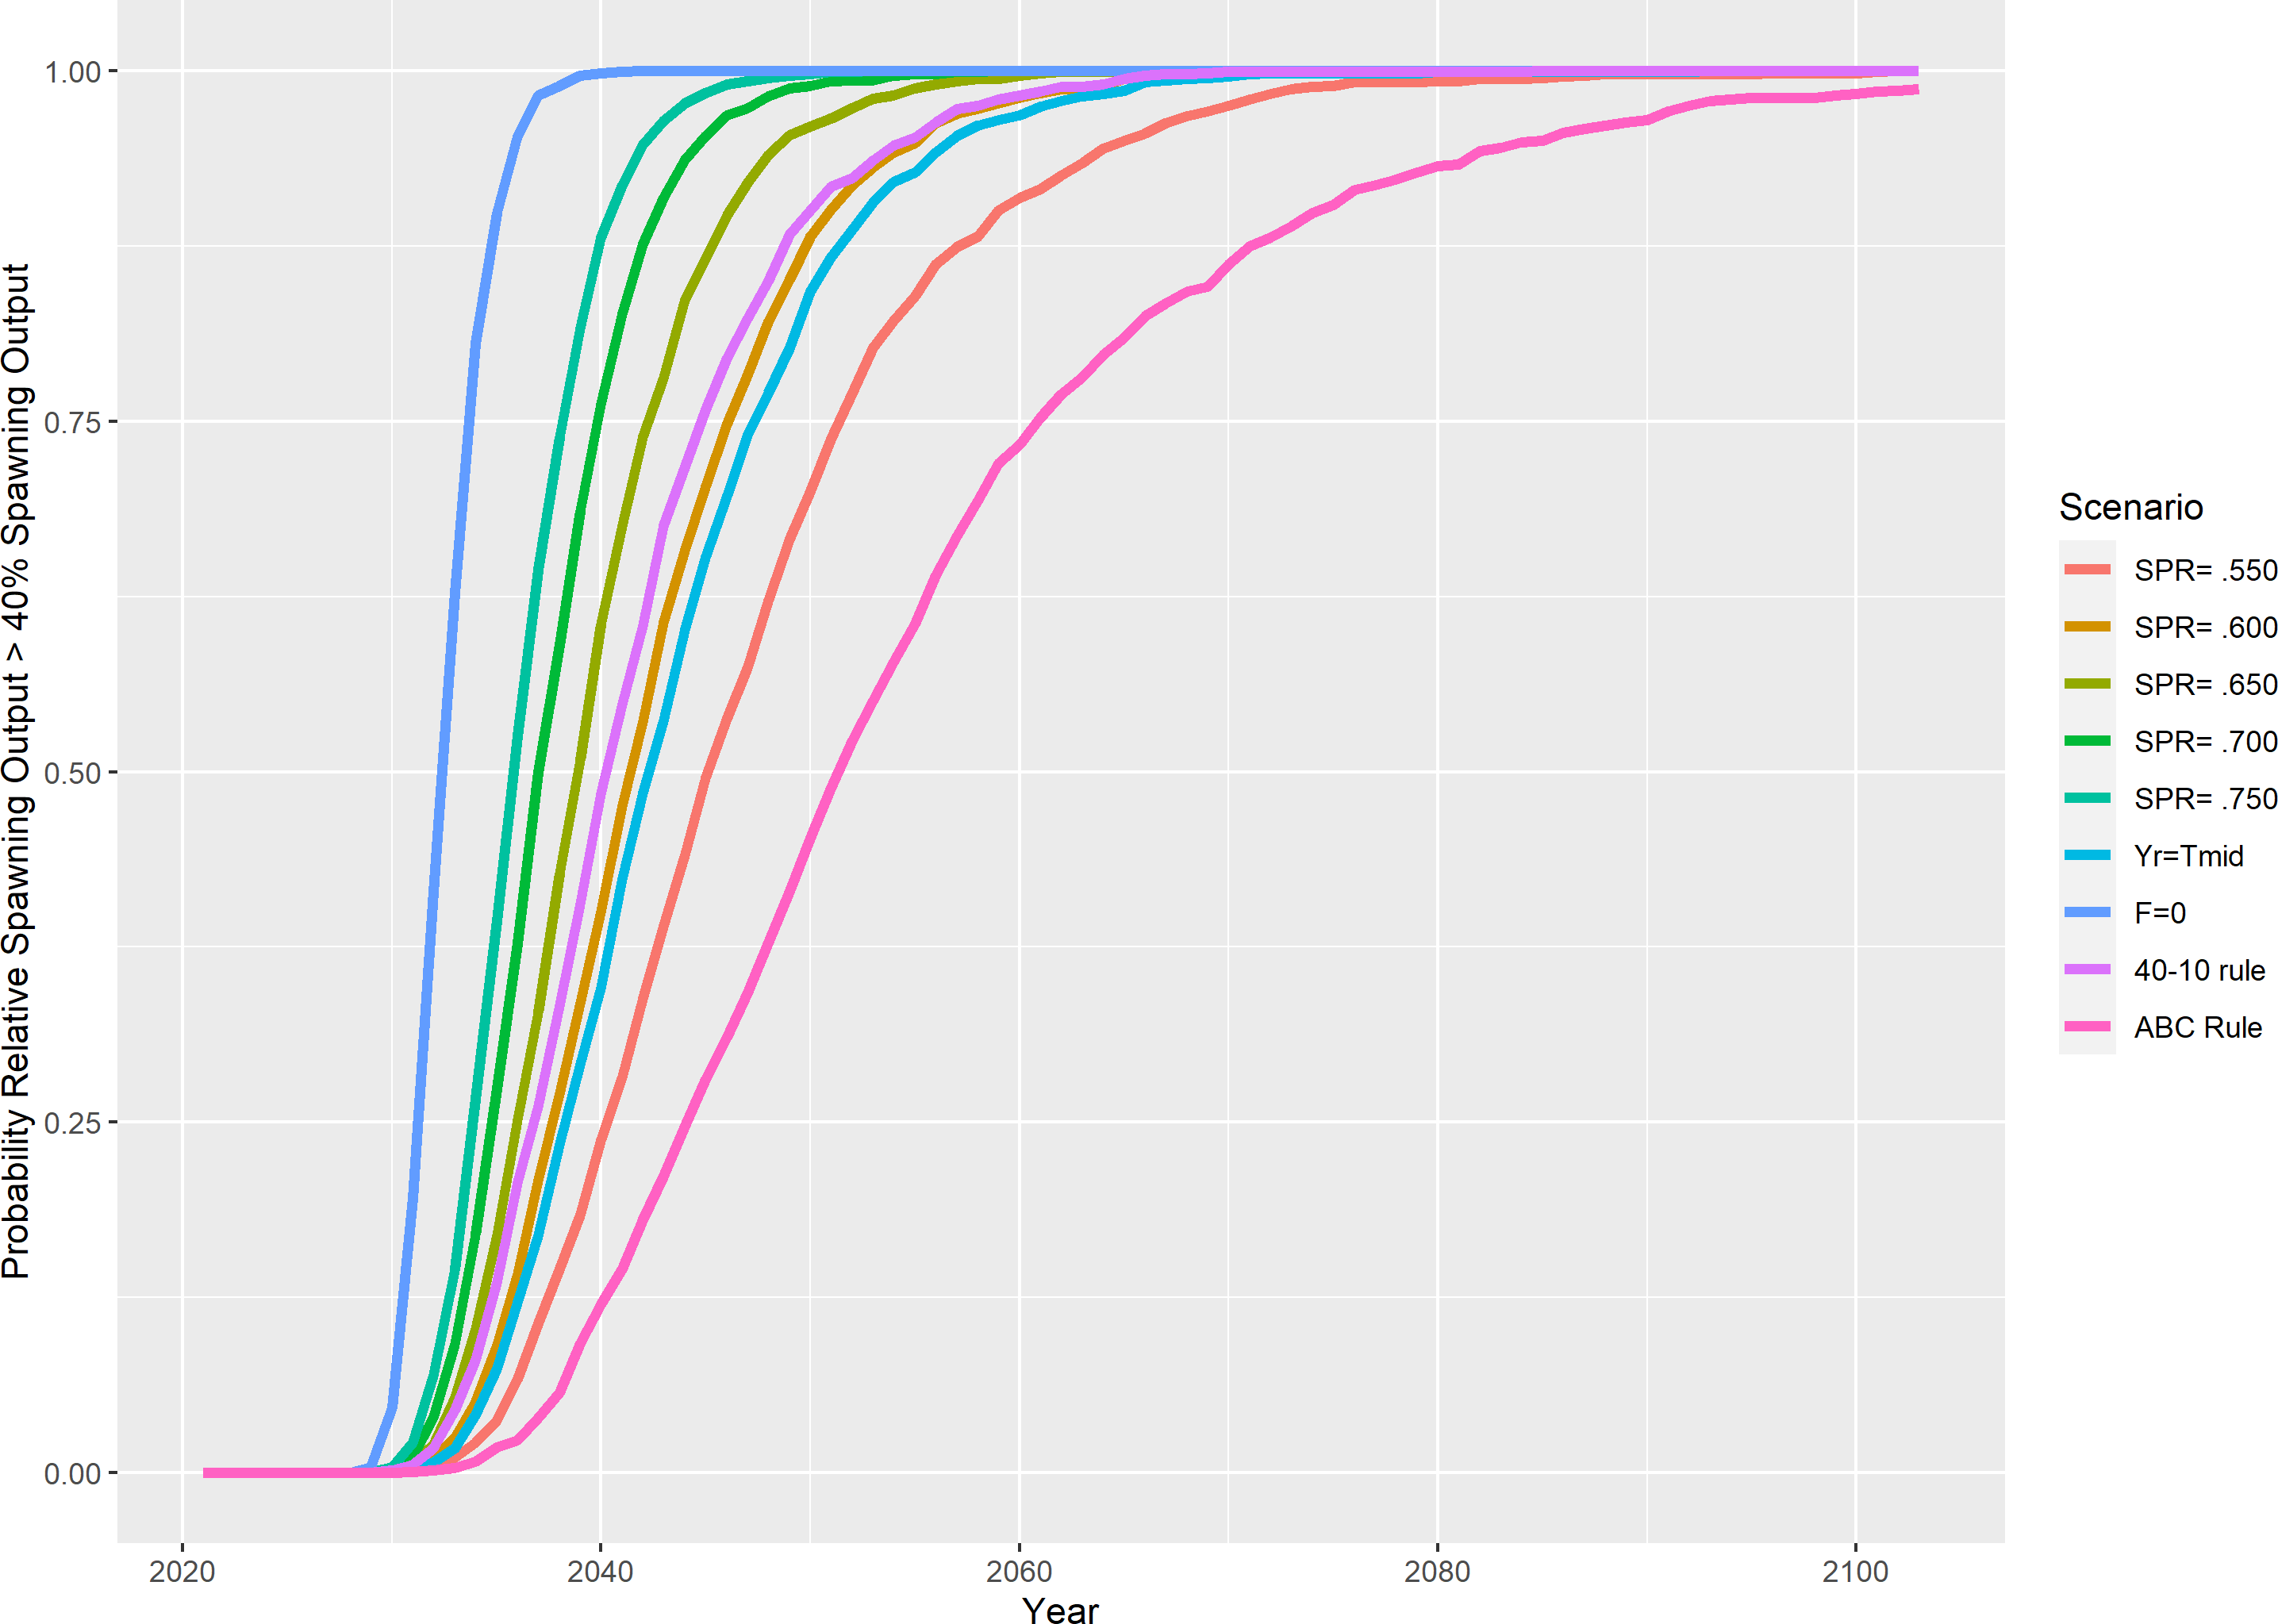 Probability Relative Spawning Output > 40% Spawning Output
1.00
0.75
0.50
0.25
0.00
2020
2040
2060
2080
2100
Year
Scenario
SPR= .550
SPR= .600
SPR= .650
SPR= .700
SPR= .750
Yr=Tmid
F=0
40-10 rule
ABC Rule